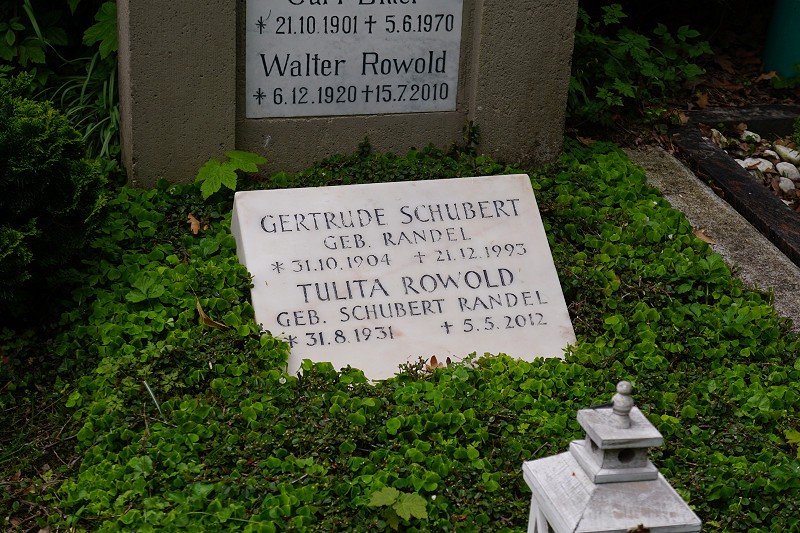 * 21.10.1901 † 5.6.1970
Walter Rowold
* 6.12.1920 † 15.7.2010
GERTRUDE SCHUBERT
GEB. RANDEL
* 31.10.1904 † 21.12.1993
TULITA ROWOLD
GEB. SCHUBERT RANDEL
* 31.8.1931 † 5.5.2012